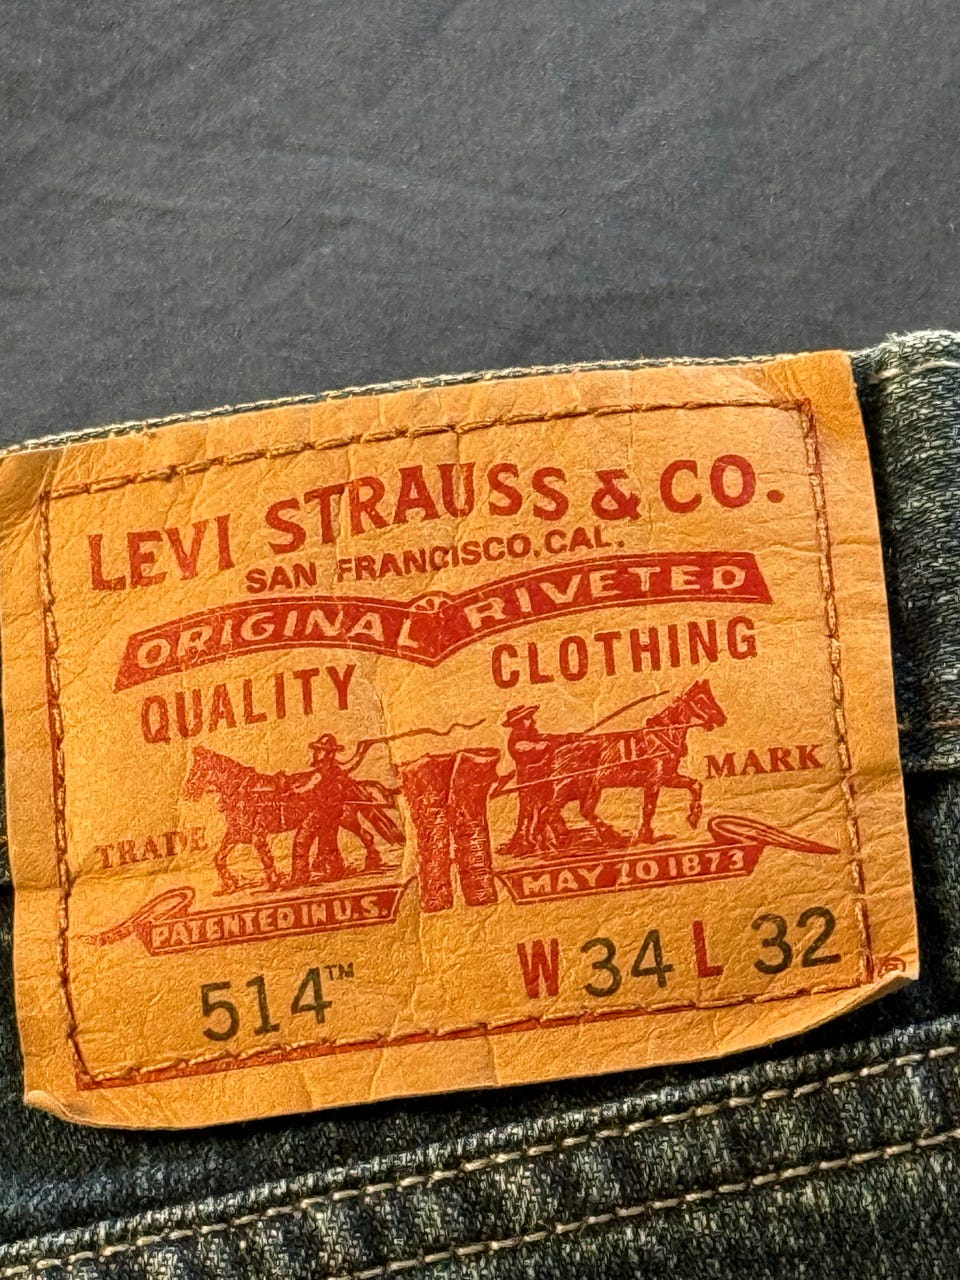 LEVI STRAUSS & CO.
SAN FRANCISCO, CAL.
ORIGINAL RIVETED
QUALITY CLOTHING
TRADE MARK
PATENTED IN U.S. MAY 20 1873
514™ W 34 L 32
®